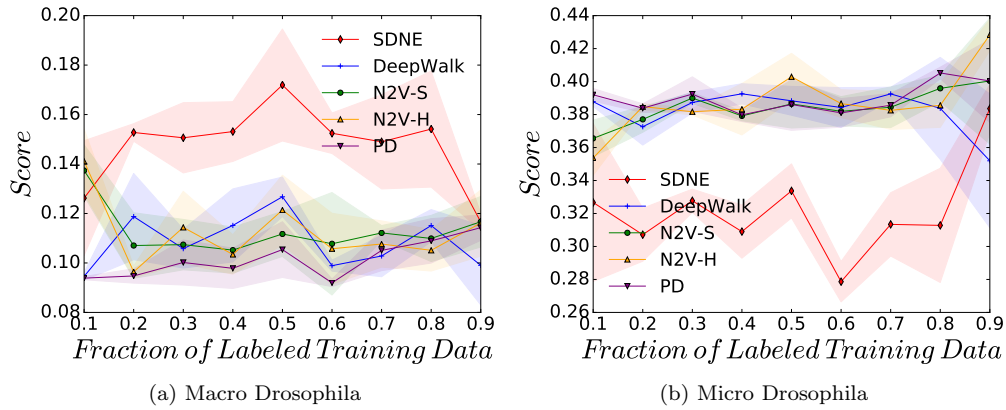 0.20
0.18
0.16
0.14
0.12
0.10
0.08
Score
SDNE
DeepWalk
N2V-S
N2V-H
PD
0.1 0.2 0.3 0.4 0.5 0.6 0.7 0.8 0.9
Fraction of Labeled Training Data
(a) Macro Drosophila
0.44
0.42
0.40
0.38
0.36
0.34
0.32
0.30
0.28
0.26
Score
SDNE
DeepWalk
N2V-S
N2V-H
PD
0.1 0.2 0.3 0.4 0.5 0.6 0.7 0.8 0.9
Fraction of Labeled Training Data
(b) Micro Drosophila